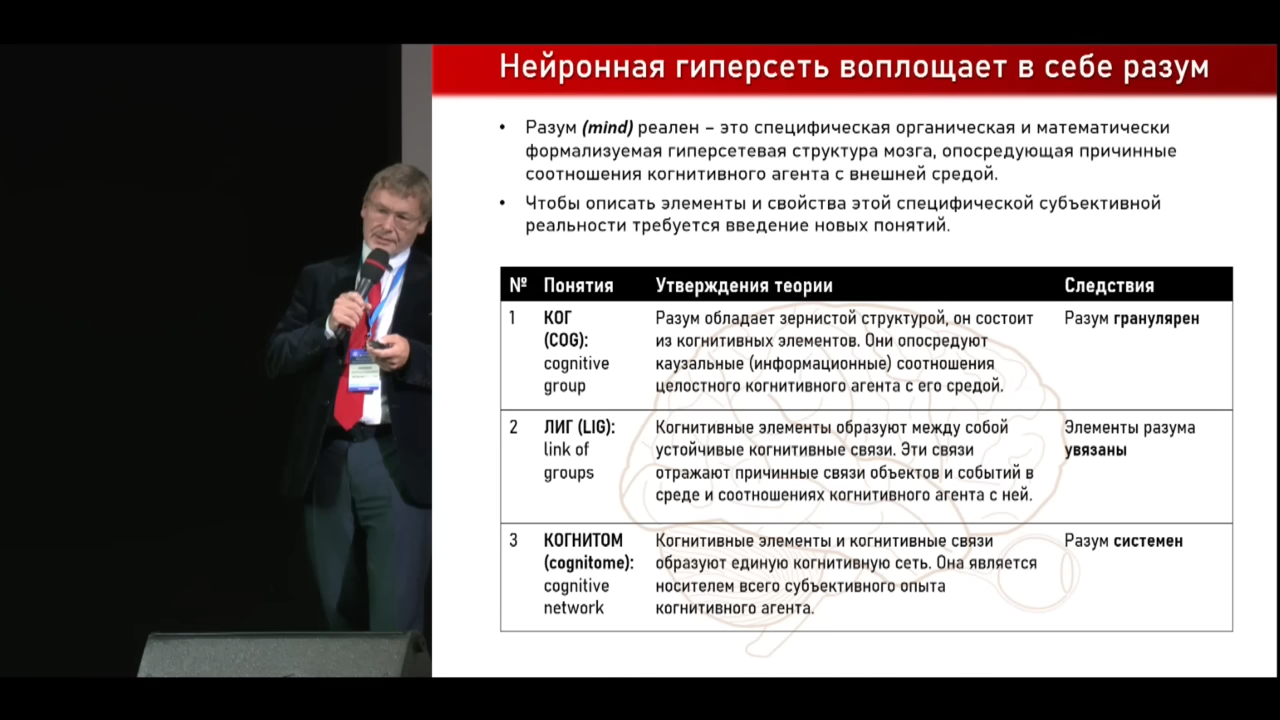 Нейронная гиперсеть воплощает в себе разум
• Разум (mind) реален – это специфическая органическая и математически
формализуемая гиперсетевая структура мозга, опосредующая причинные
соотношения когнитивного агента с внешней средой.
• Чтобы описать элементы и свойства этой специфической субъективной
реальности требуется введение новых понятий.
№ Понятия Утверждения теории Следствия
1 КОГ Разум обладает зернистой структурой, он состоит Разум гранулярен
(COG): из когнитивных элементов. Они опосредуют
cognitive каузальные (информационные) соотношения
group целостного когнитивного агента с его средой.
2 ЛИГ (LIG): Когнитивные элементы образуют между собой Элементы разума
link of устойчивые когнитивные связи. Эти связи увязаны
groups отражают причинные связи объектов и событий в
среде и соотношениях когнитивного агента с ней.
3 КОГНИТОМ Когнитивные элементы и когнитивные связи Разум системен
(cognitome): образуют единую когнитивную сеть. Она является
cognitive носителем всего субъективного опыта
network когнитивного агента.